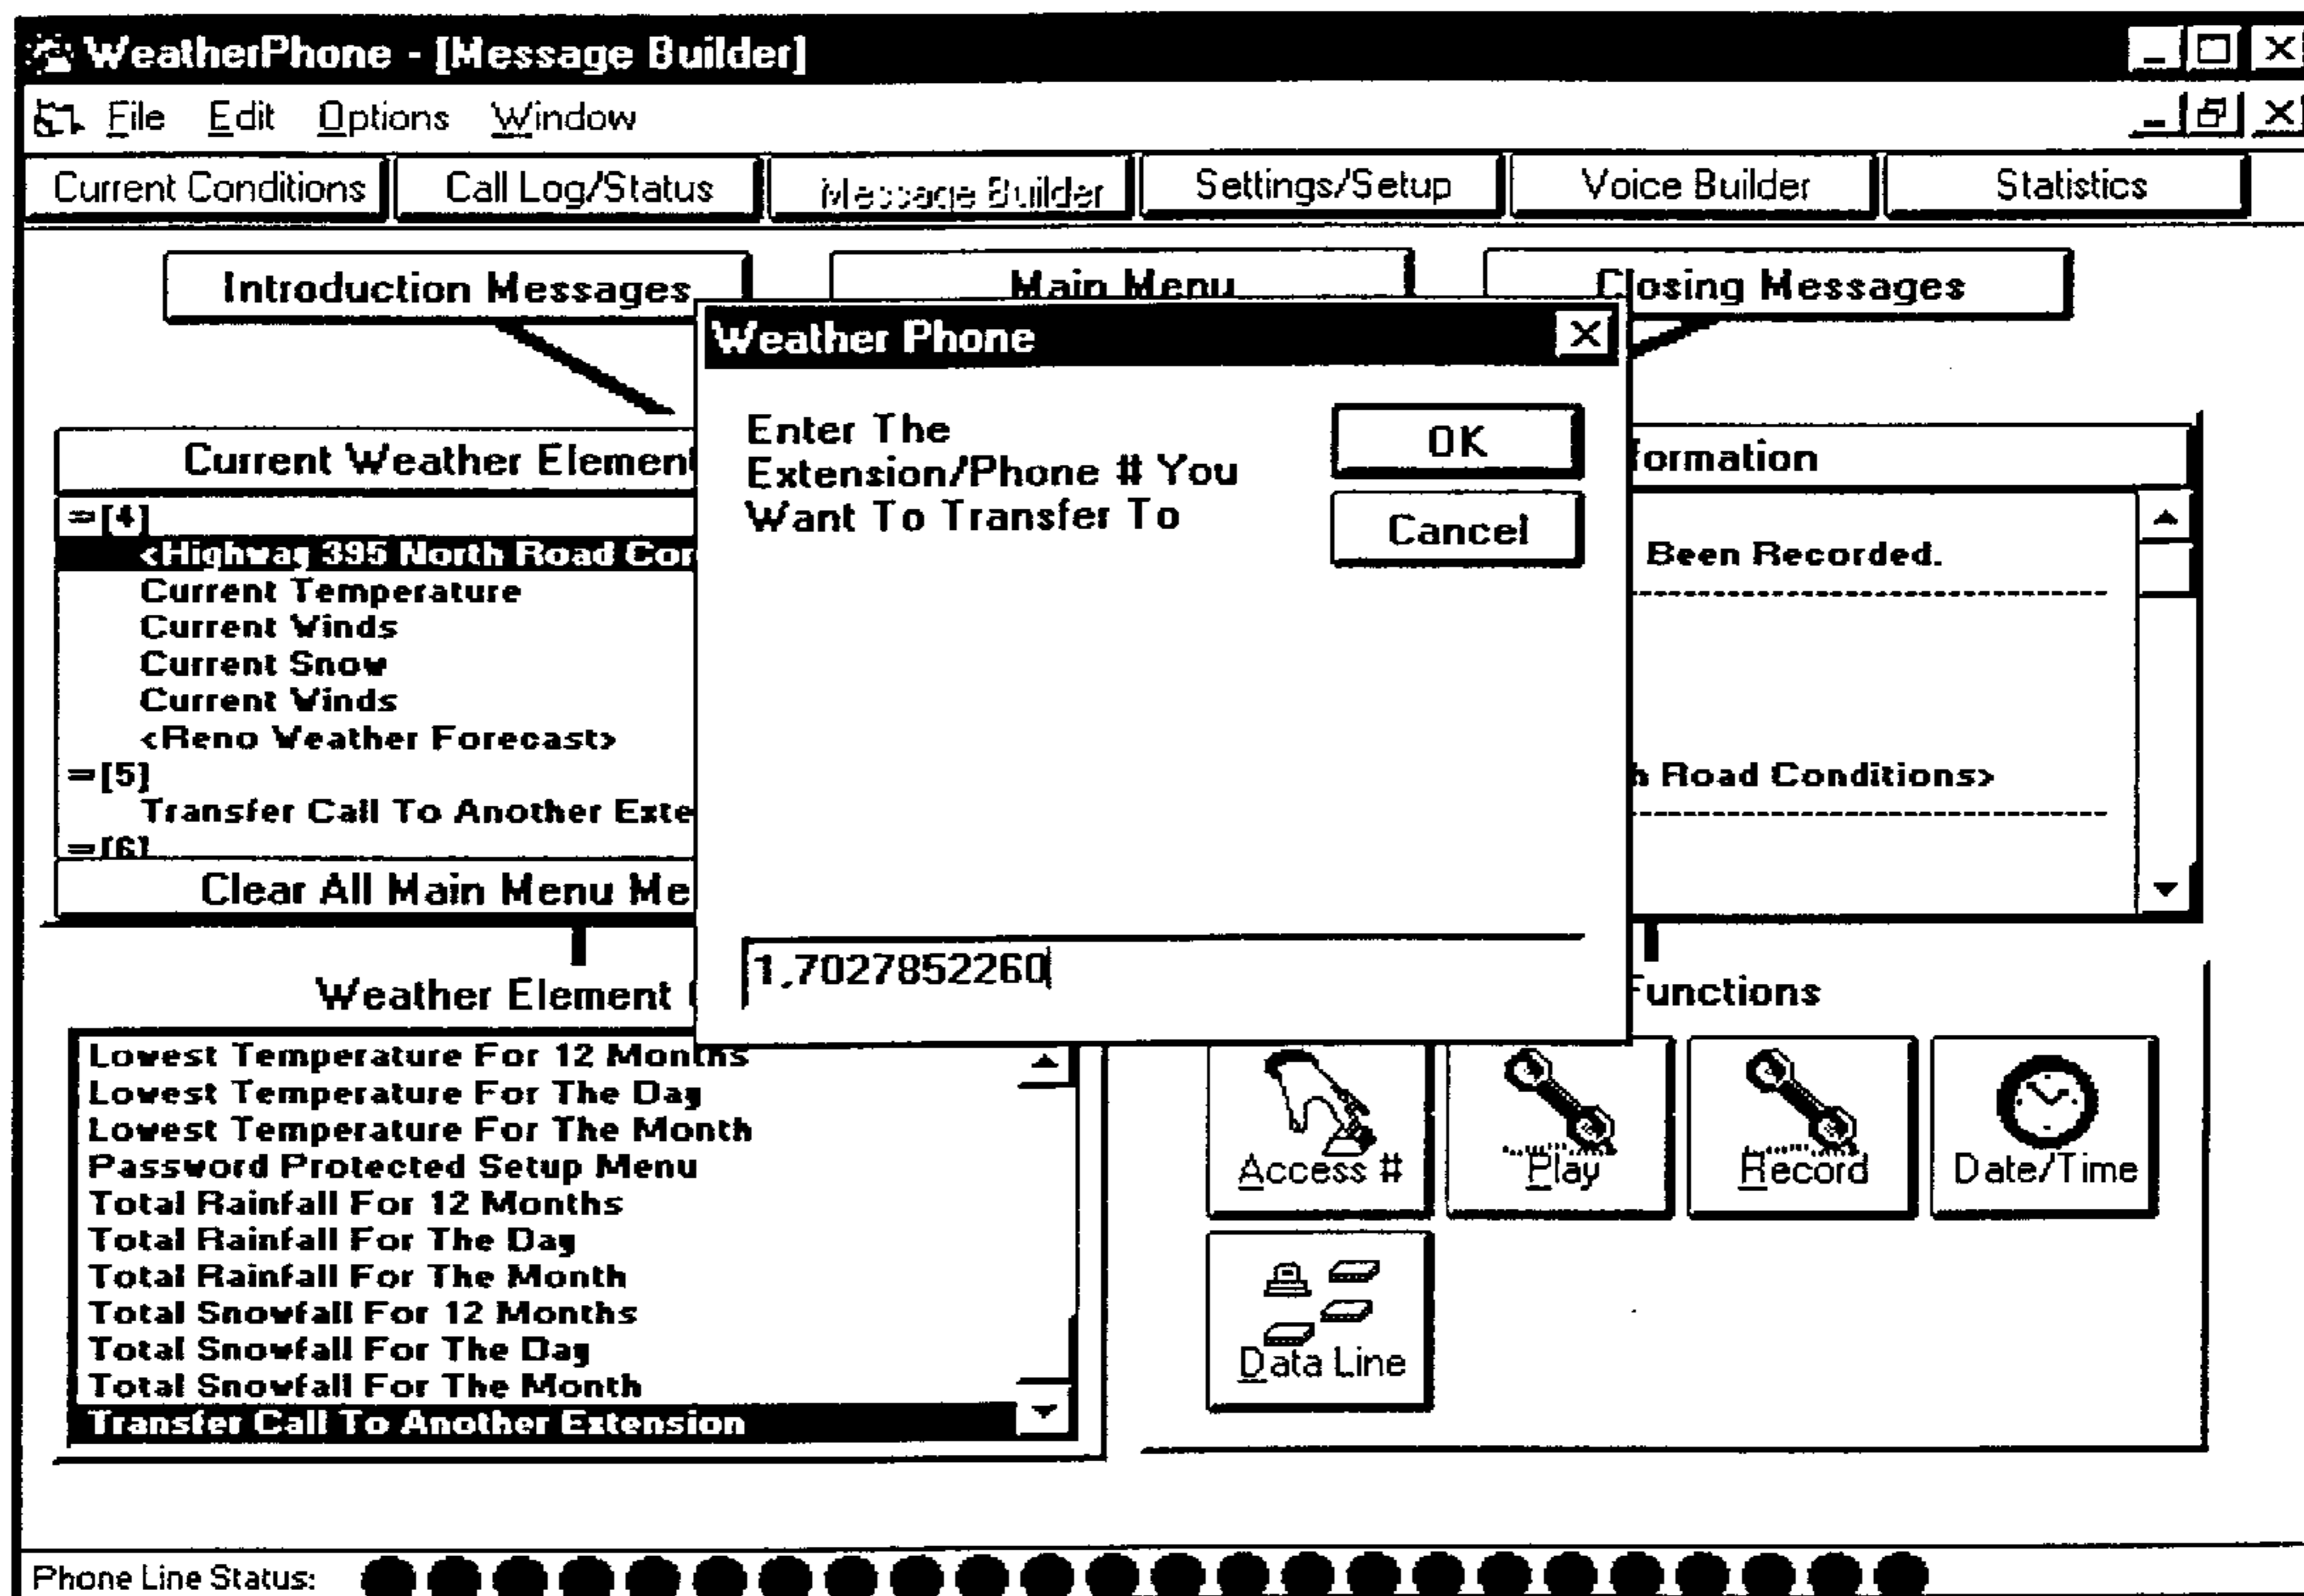 WeatherPhone - [Message Builder]
File Edit Options Window
Current Conditions Call Log/Status Message Builder Settings/Setup Voice Builder Statistics
Introduction Messages Main Menu Closing Messages
Weather Phone
Enter The
Extension/Phone # You
Want To Transfer To
OK
Cancel
1,7027852260
Current Weather Element
=[4]
<Highway 395 North Road Con
Current Temperature
Current Winds
Current Snow
Current Winds
<Reno Weather Forecast>
=[5]
Transfer Call To Another Exte
=[6]
Clear All Main Menu Me
formation
Been Recorded.
h Road Conditions>
Weather Element
Lowest Temperature For 12 Months
Lowest Temperature For The Day
Lowest Temperature For The Month
Password Protected Setup Menu
Total Rainfall For 12 Months
Total Rainfall For The Day
Total Rainfall For The Month
Total Snowfall For 12 Months
Total Snowfall For The Day
Total Snowfall For The Month
Transfer Call To Another Extension
Functions
Access # Play Record Date/Time
Data Line
Phone Line Status: